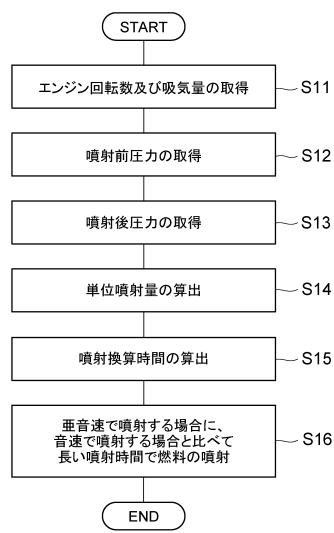 START
エンジン回転数及び吸気量の取得
S11
噴射前圧力の取得
S12
噴射後圧力の取得
S13
単位噴射量の算出
S14
噴射換算時間の算出
S15
亜音速で噴射する場合に、
音速で噴射する場合と比べて
長い噴射時間で燃料の噴射
S16
END